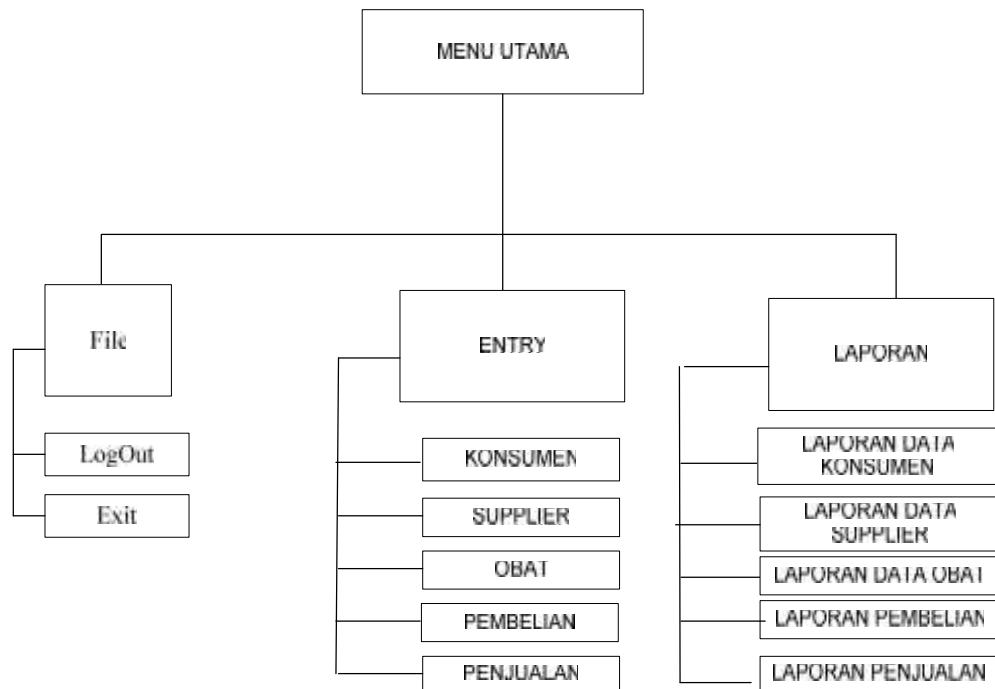 MENU UTAMA
File
LogOut
Exit
ENTRY
KONSUMEN
SUPPLIER
OBAT
PEMBELIAN
PENJUALAN
LAPORAN
LAPORAN DATA
KONSUMEN
LAPORAN DATA
SUPPLIER
LAPORAN DATA OBAT
LAPORAN PEMBELIAN
LAPORAN PENJUALAN